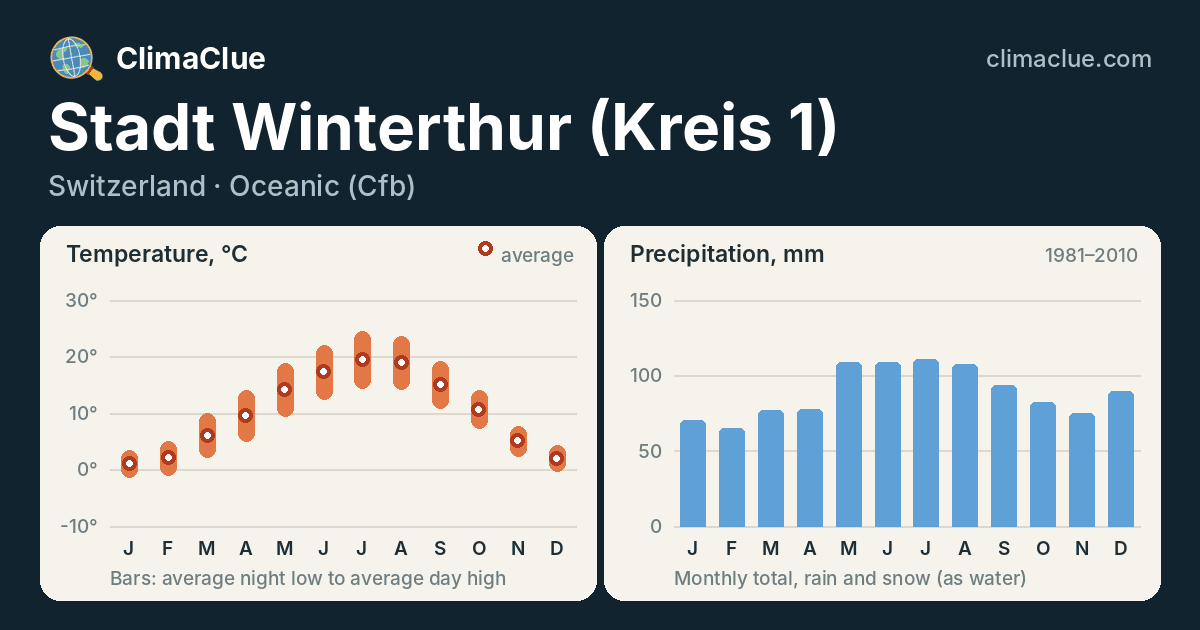 ClimaClue
climaclue.com
Stadt Winterthur (Kreis 1)
Switzerland · Oceanic (Cfb)
Temperature, °C
average
30°
20°
10°
0°
-10°
J F M A M J J A S O N D
Bars: average night low to average day high
Precipitation, mm
1981–2010
150
100
50
0
J F M A M J J A S O N D
Monthly total, rain and snow (as water)